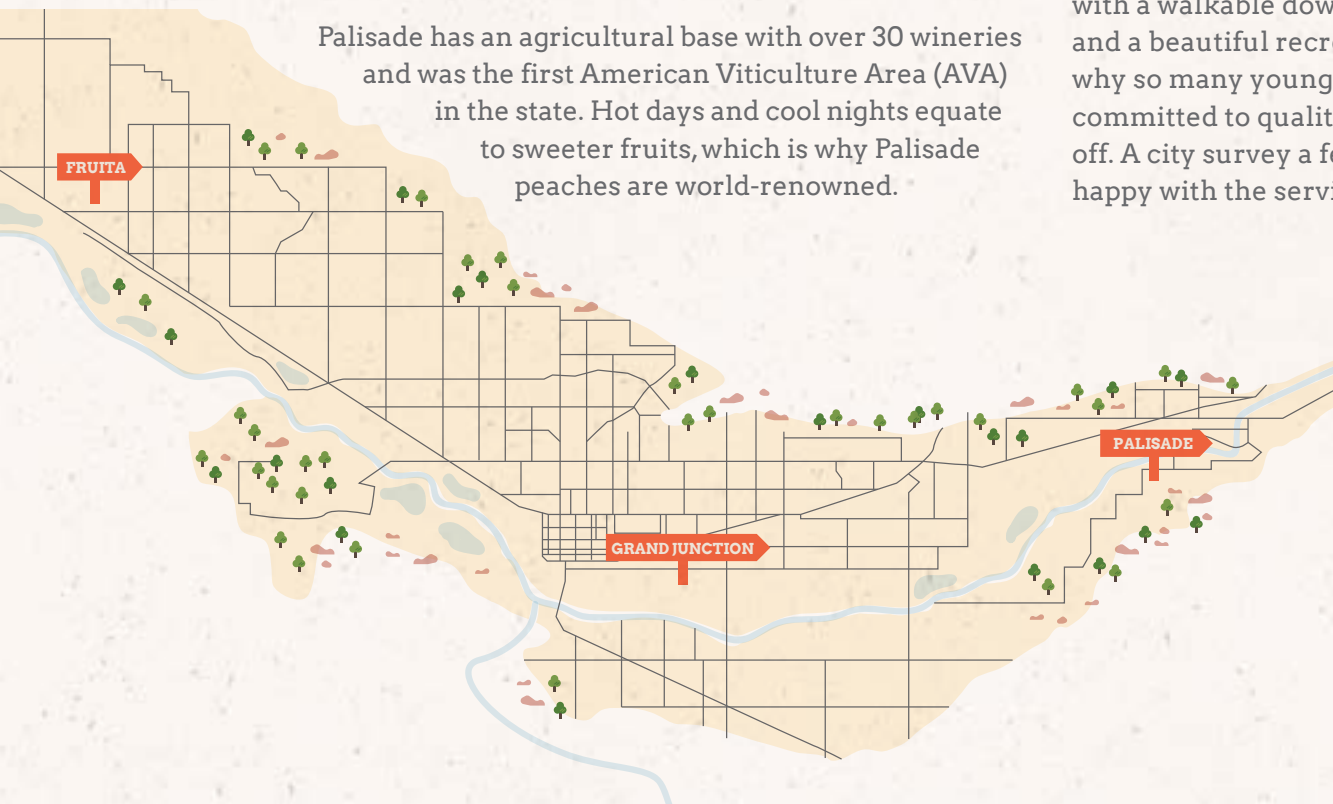 Palisade has an agricultural base with over 30 wineries
and was the first American Viticulture Area (AVA)
in the state. Hot days and cool nights equate
to sweeter fruits, which is why Palisade
peaches are world-renowned.
with a walkable
and a beautiful
why so many young
committed to
off. A city survey a
happy with the
FRUITA
PALISADE
GRAND JUNCTION